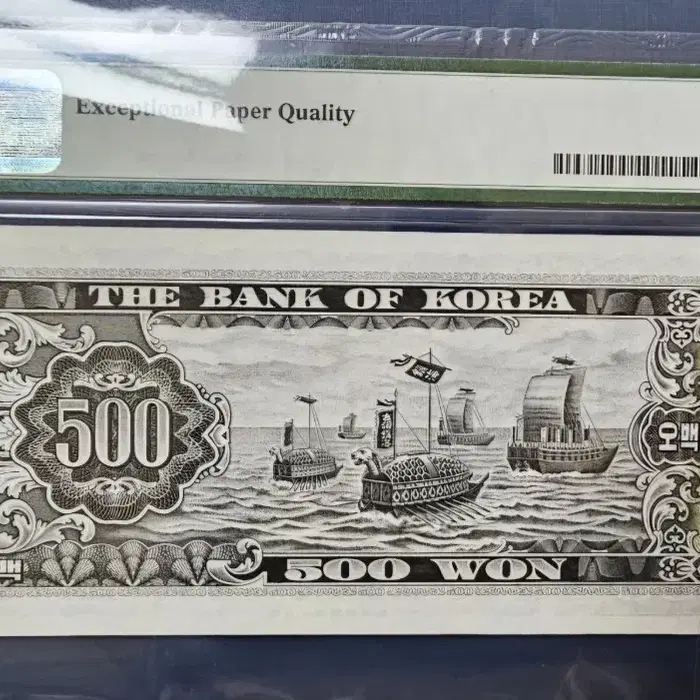 Exceptional Paper Quality
THE BANK OF KOREA
500
오백
500 WON